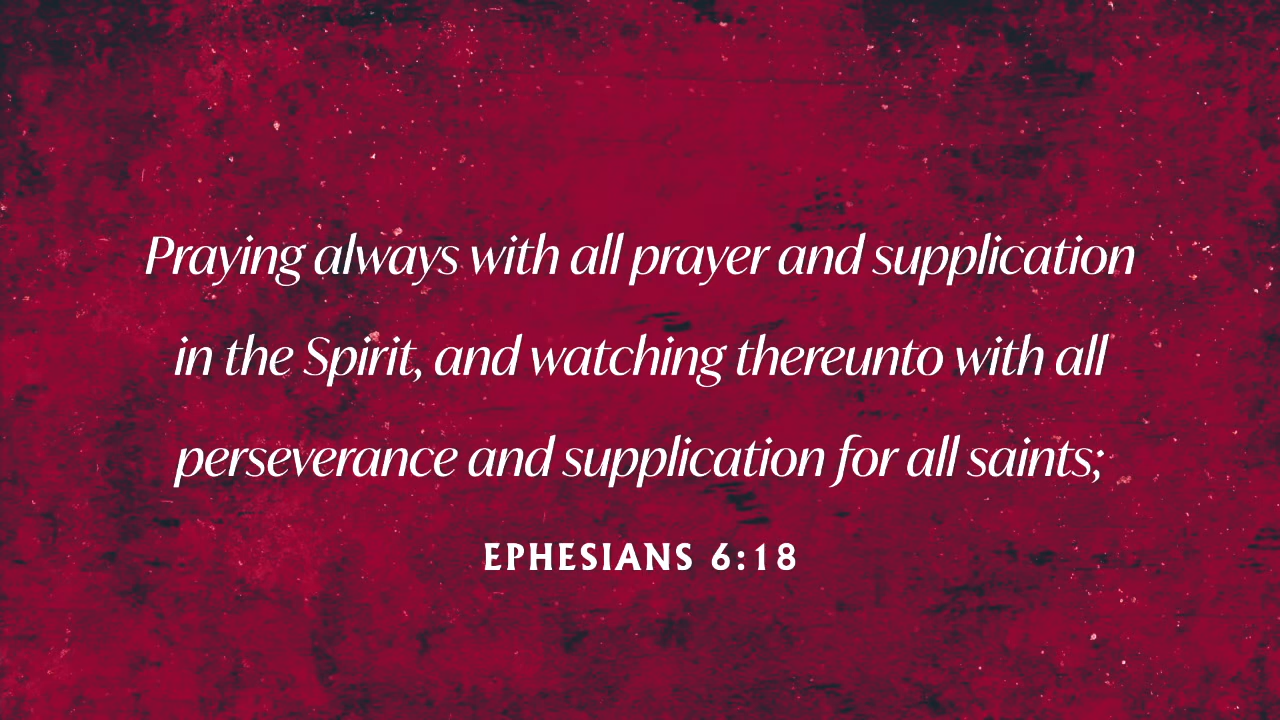 Praying always with all prayer and supplication
in the Spirit, and watching thereunto with all
perseverance and supplication for all saints;
EPHESIANS 6:18